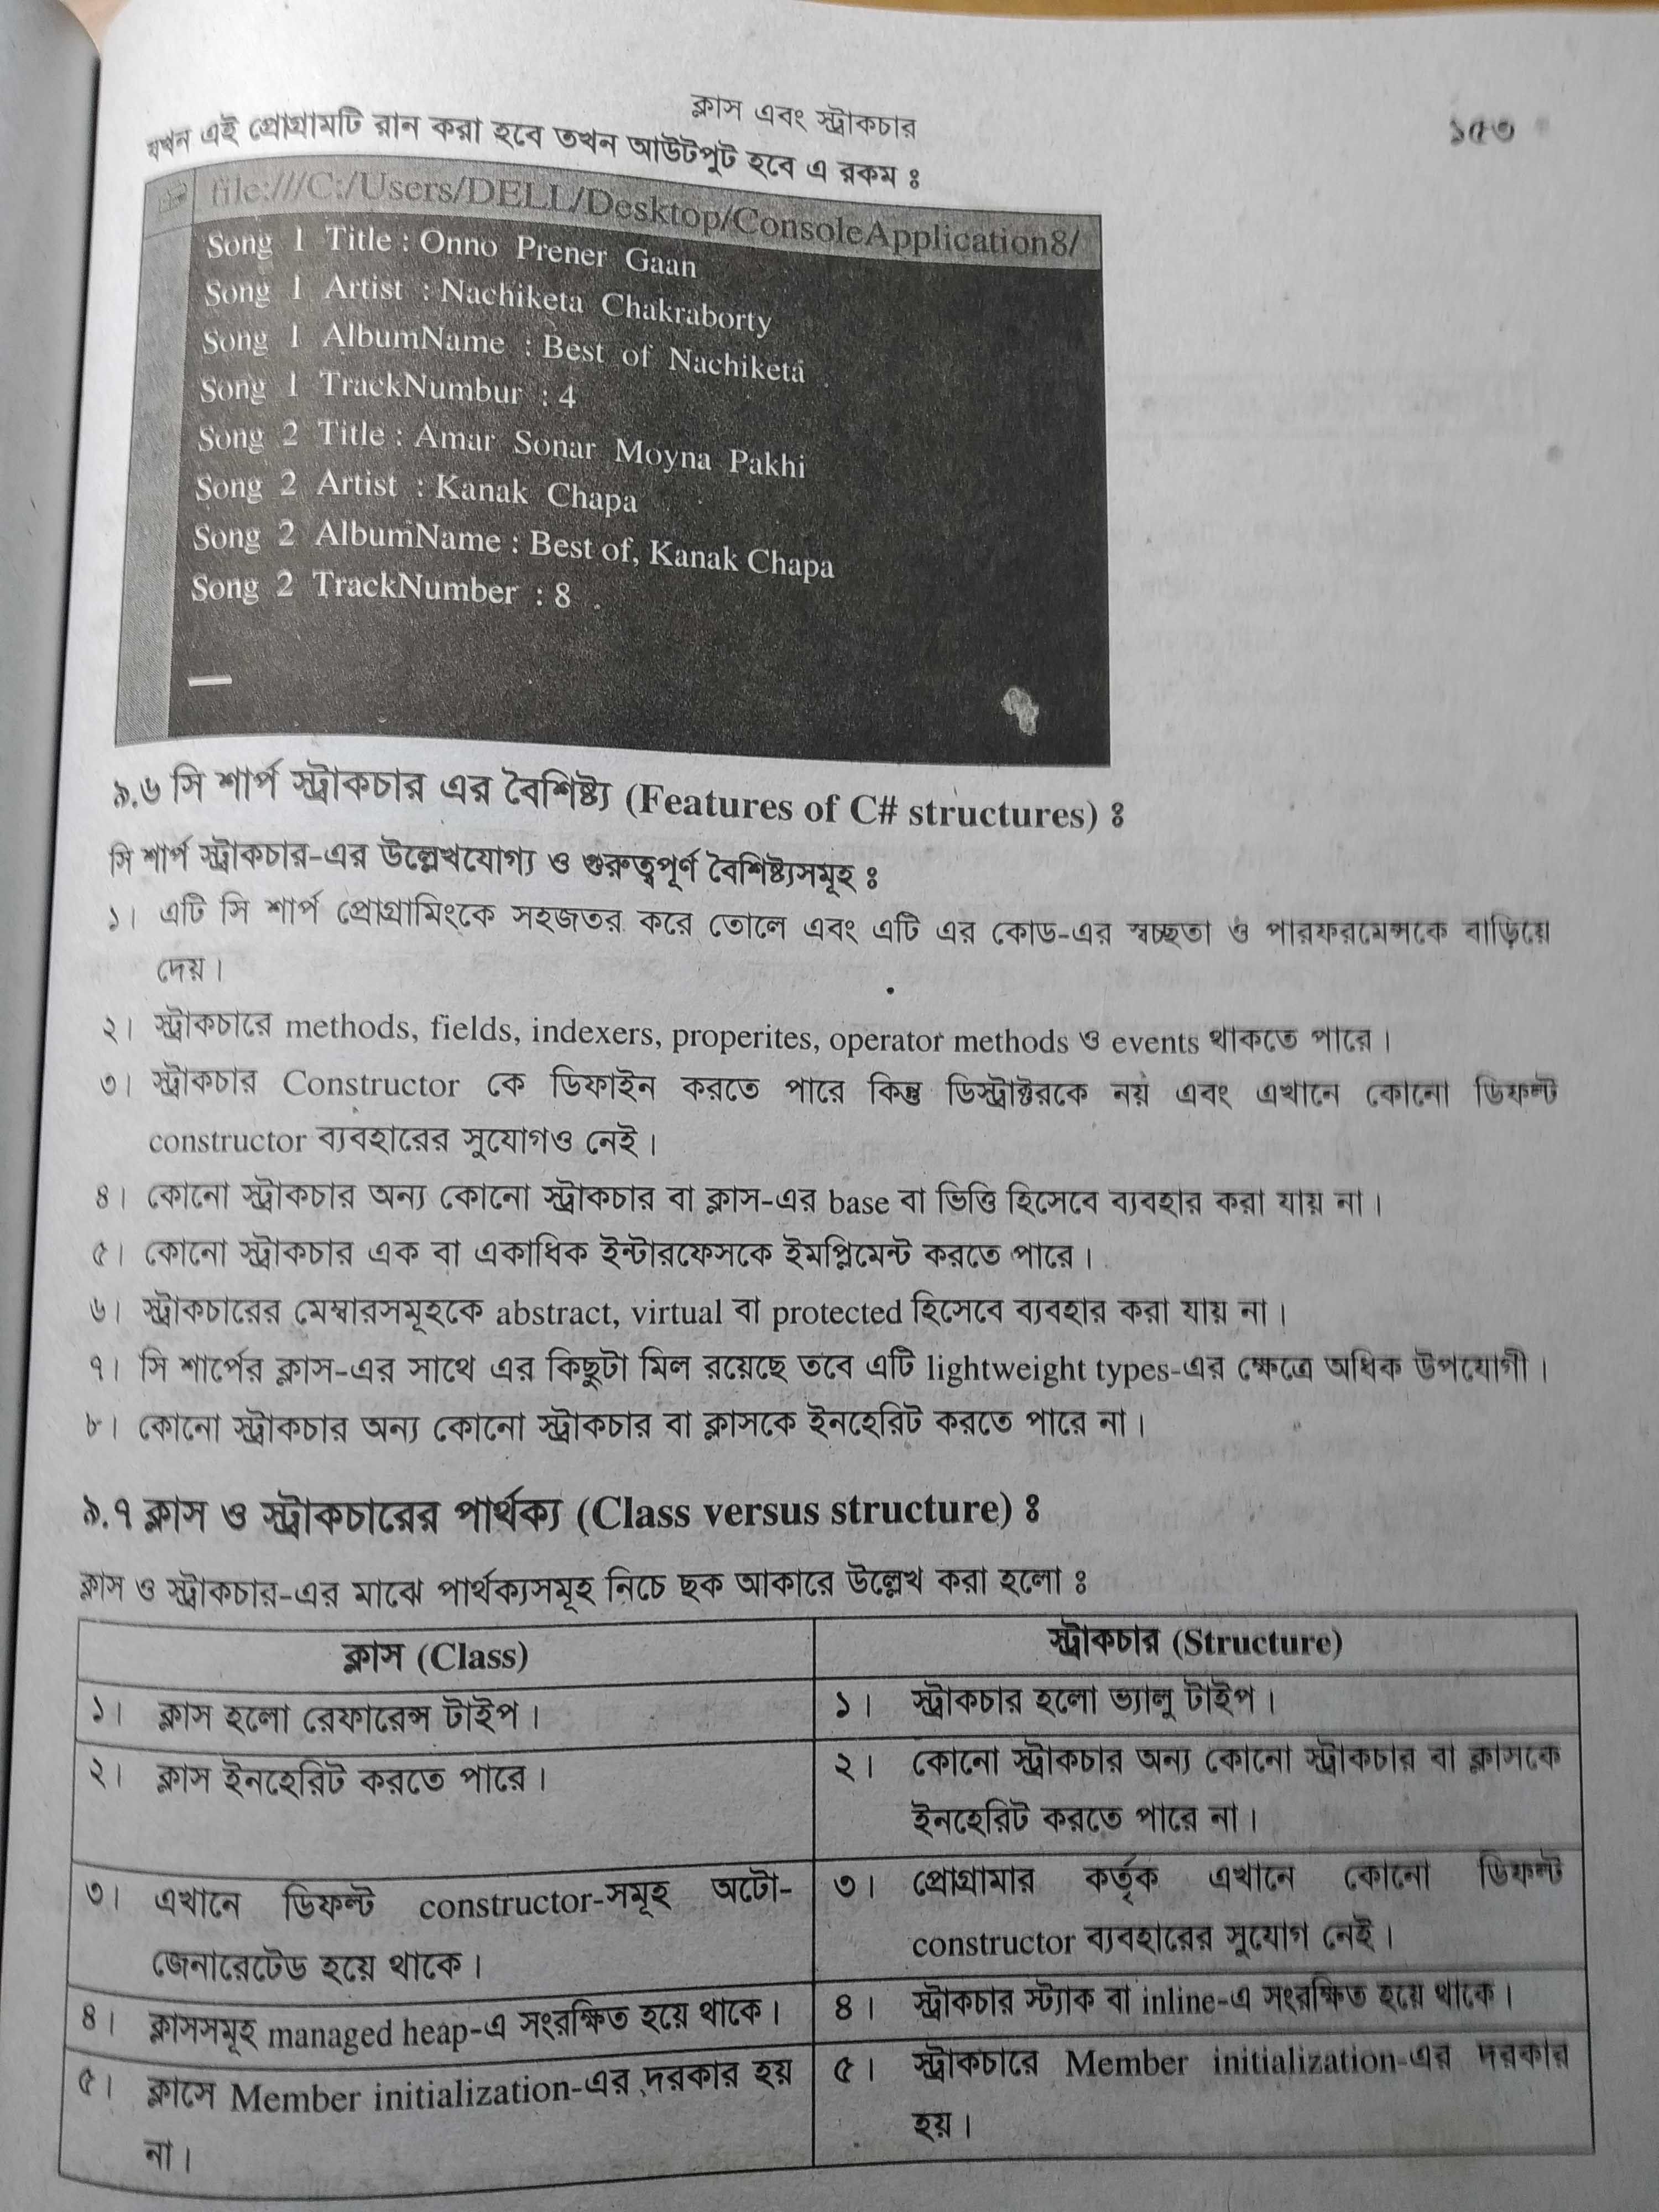 ক্লাস এবং স্ট্রাকচার
১৫৩
যখন এই প্রোগ্রামটি রান করা হবে তখন আউটপুট হবে এ রকম ঃ
file:///C:/Users/DELL/Desktop/ConsoleApplication8/
Song 1 Title : Onno Prener Gaan
Song 1 Artist : Nachiketa Chakraborty
Song 1 AlbumName : Best of Nachiketa
Song 1 TrackNumbur : 4
Song 2 Title : Amar Sonar Moyna Pakhi
Song 2 Artist : Kanak Chapa
Song 2 AlbumName : Best of, Kanak Chapa
Song 2 TrackNumber : 8
৯.৬ সি শার্প স্ট্রাকচার এর বৈশিষ্ট্য (Features of C# structures) ঃ
সি শার্প স্ট্রাকচার-এর উল্লেখযোগ্য ও গুরুত্বপূর্ণ বৈশিষ্ট্যসমূহ ঃ
১। এটি সি শার্প প্রোগ্রামিংকে সহজতর করে তোলে এবং এটি এর কোড-এর স্বচ্ছতা ও পারফরমেন্সকে বাড়িয়ে
দেয়।
২। স্ট্রাকচারে methods, fields, indexers, properites, operator methods ও events থাকতে পারে।
৩। স্ট্রাকচার Constructor কে ডিফাইন করতে পারে কিন্তু ডিস্ট্রাক্টরকে নয় এবং এখানে কোনো ডিফল্ট
constructor ব্যবহারের সুযোগও নেই।
৪। কোনো স্ট্রাকচার অন্য কোনো স্ট্রাকচার বা ক্লাস-এর base বা ভিত্তি হিসেবে ব্যবহার করা যায় না।
৫। কোনো স্ট্রাকচার এক বা একাধিক ইন্টারফেসকে ইমপ্লিমেন্ট করতে পারে।
৬। স্ট্রাকচারের মেম্বারসমূহকে abstract, virtual বা protected হিসেবে ব্যবহার করা যায় না।
৭। সি শার্পের ক্লাস-এর সাথে এর কিছুটা মিল রয়েছে তবে এটি lightweight types-এর ক্ষেত্রে অধিক উপযোগী।
৮। কোনো স্ট্রাকচার অন্য কোনো স্ট্রাকচার বা ক্লাসকে ইনহেরিট করতে পারে না।
৯.৭ ক্লাস ও স্ট্রাকচারের পার্থক্য (Class versus structure) ঃ
ক্লাস ও স্ট্রাকচার-এর মাঝে পার্থক্যসমূহ নিচে ছক আকারে উল্লেখ করা হলো ঃ
ক্লাস (Class)
স্ট্রাকচার (Structure)
১। ক্লাস হলো রেফারেন্স টাইপ।
১। স্ট্রাকচার হলো ভ্যালু টাইপ।
২। ক্লাস ইনহেরিট করতে পারে।
২। কোনো স্ট্রাকচার অন্য কোনো স্ট্রাকচার বা ক্লাসকে
ইনহেরিট করতে পারে না।
৩। এখানে ডিফল্ট constructor-সমূহ অটো-
জেনারেটেড হয়ে থাকে।
৩। প্রোগ্রামার কর্তৃক এখানে কোনো ডিফল্ট
constructor ব্যবহারের সুযোগ নেই।
৪। ক্লাসসমূহ managed heap-এ সংরক্ষিত হয়ে থাকে।
৪। স্ট্রাকচার স্ট্যাক বা inline-এ সংরক্ষিত হয়ে থাকে।
৫। ক্লাসে Member initialization-এর দরকার হয়
না।
৫। স্ট্রাকচারে Member initialization-এর দরকার
হয়।